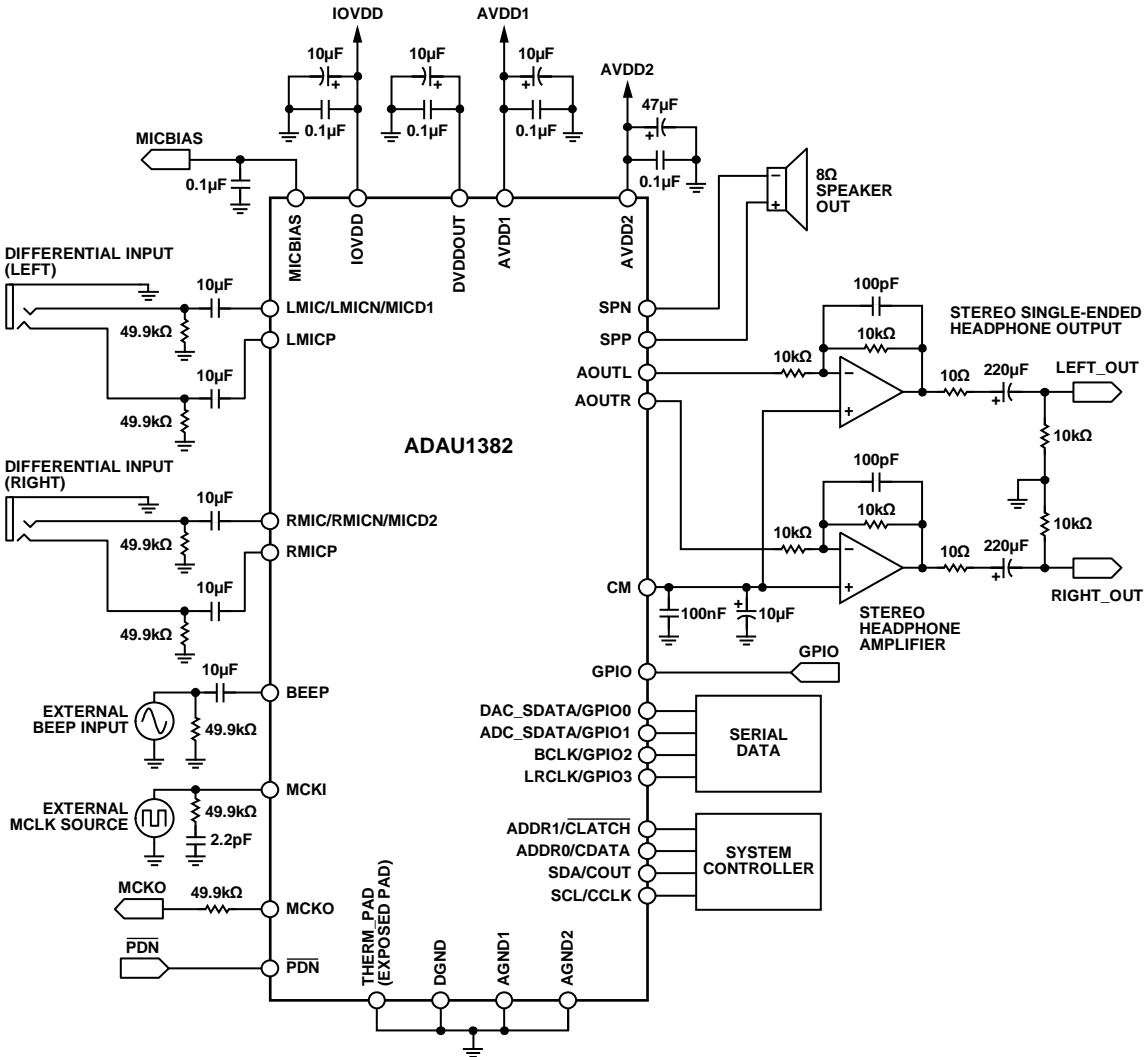 IOVDD
AVDD1
10µF
10µF
10µF
AVDD2
47µF
0.1µF
0.1µF
0.1µF
0.1µF
MICBIAS
0.1µF
8Ω
SPEAKER
OUT
−
+
MICBIAS
IOVDD
DVDDOUT
AVDD1
AVDD2
DIFFERENTIAL INPUT
(LEFT)
10µF
LMIC/LMICN/MICD1
49.9kΩ
LMICP
10µF
49.9kΩ
DIFFERENTIAL INPUT
(RIGHT)
10µF
RMIC/RMICN/MICD2
49.9kΩ
RMICP
10µF
49.9kΩ
10µF
BEEP
EXTERNAL
BEEP INPUT
49.9kΩ
MCKI
EXTERNAL
MCLK SOURCE
49.9kΩ
2.2pF
MCKO
49.9kΩ
MCKO
PDN
PDN
ADAU1382
THERM_PAD
(EXPOSED PAD)
DGND
AGND1
AGND2
SPN
SPP
AOUTL
AOUTR
100pF
10kΩ
10kΩ
−
+
STEREO SINGLE-ENDED
HEADPHONE OUTPUT
10Ω
220µF
+
LEFT_OUT
10kΩ
100pF
10kΩ
10kΩ
−
+
10Ω
220µF
+
10kΩ
RIGHT_OUT
CM
100nF
+
10µF
STEREO
HEADPHONE
AMPLIFIER
GPIO
GPIO
DAC_SDATA/GPIO0
ADC_SDATA/GPIO1
BCLK/GPIO2
LRCLK/GPIO3
SERIAL
DATA
ADDR1/CLATCH
ADDR0/CDATA
SDA/COUT
SCL/CCLK
SYSTEM
CONTROLLER